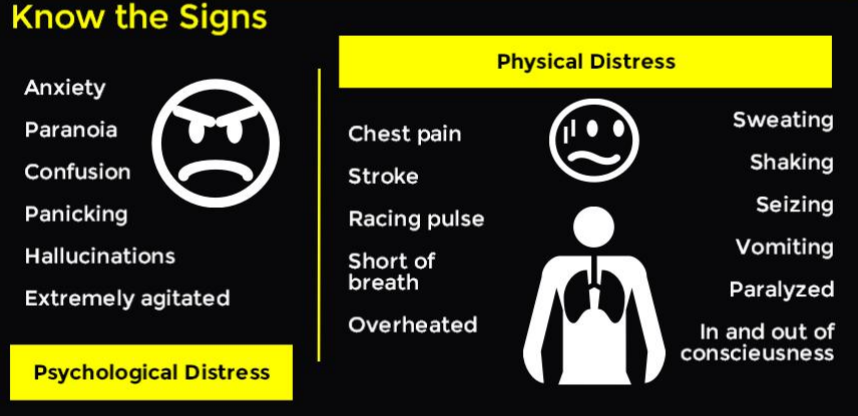 Know the Signs
Anxiety
Paranoia
Confusion
Panicking
Hallucinations
Extremely agitated
Psychological Distress
Physical Distress
Chest pain
Stroke
Racing pulse
Short of
breath
Overheated
Sweating
Shaking
Seizing
Vomiting
Paralyzed
In and out of
conscieusness